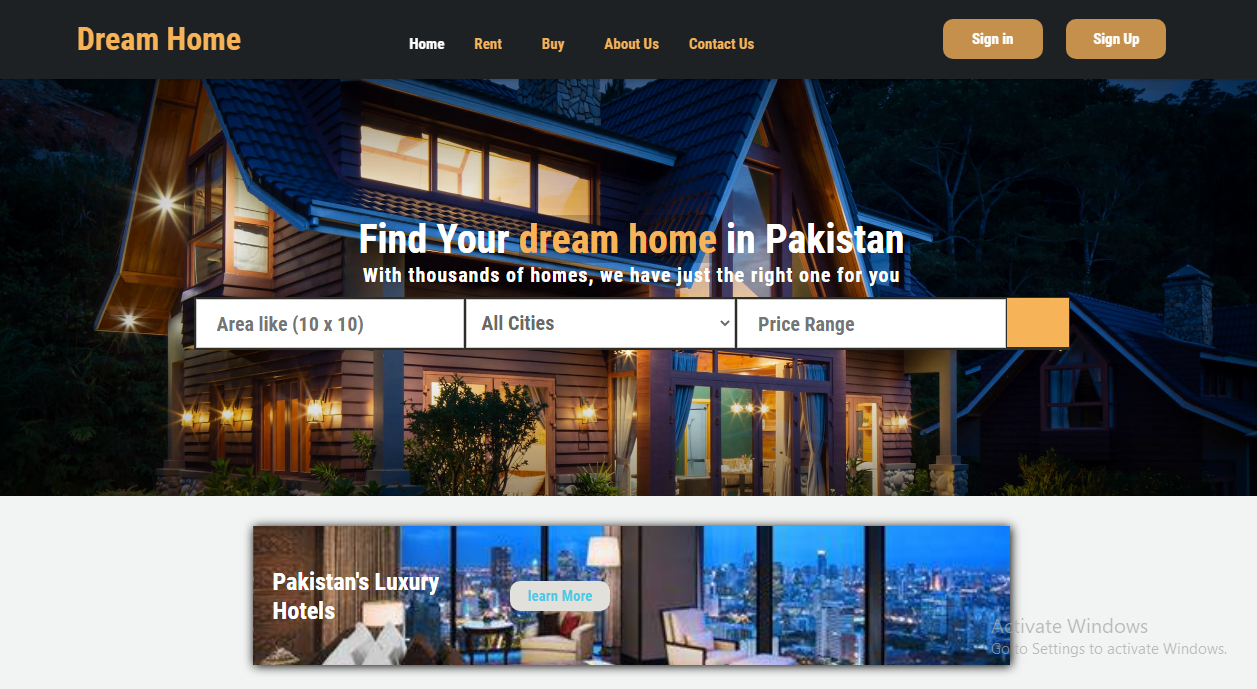 Dream Home
Home Rent Buy About Us Contact Us
Sign in Sign Up
Find Your dream home in Pakistan
With thousands of homes, we have just the right one for you
Area like (10 x 10) All Cities Price Range
Pakistan's Luxury
Hotels
learn More
Activate Windows
Go to Settings to activate Windows.